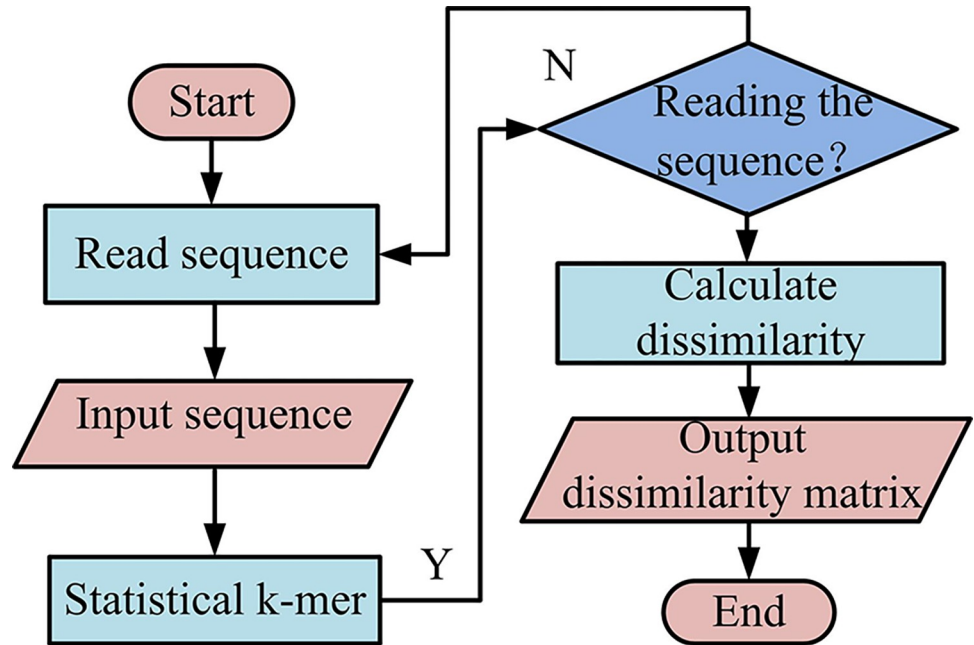 Start
Read sequence
Input sequence
Statistical k-mer
Y
N
Reading the
sequence？
Calculate
dissimilarity
Output
dissimilarity matrix
End